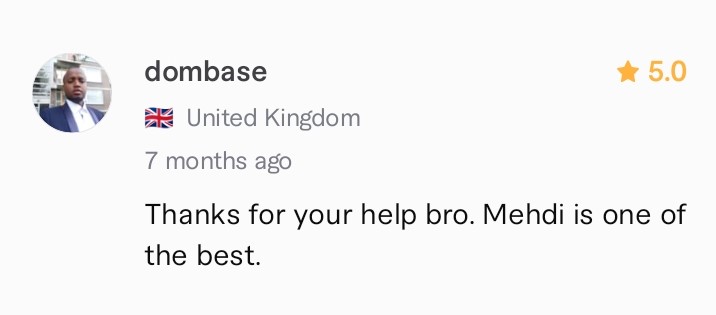 dombase
5.0
United Kingdom
7 months ago
Thanks for your help bro. Mehdi is one of
the best.